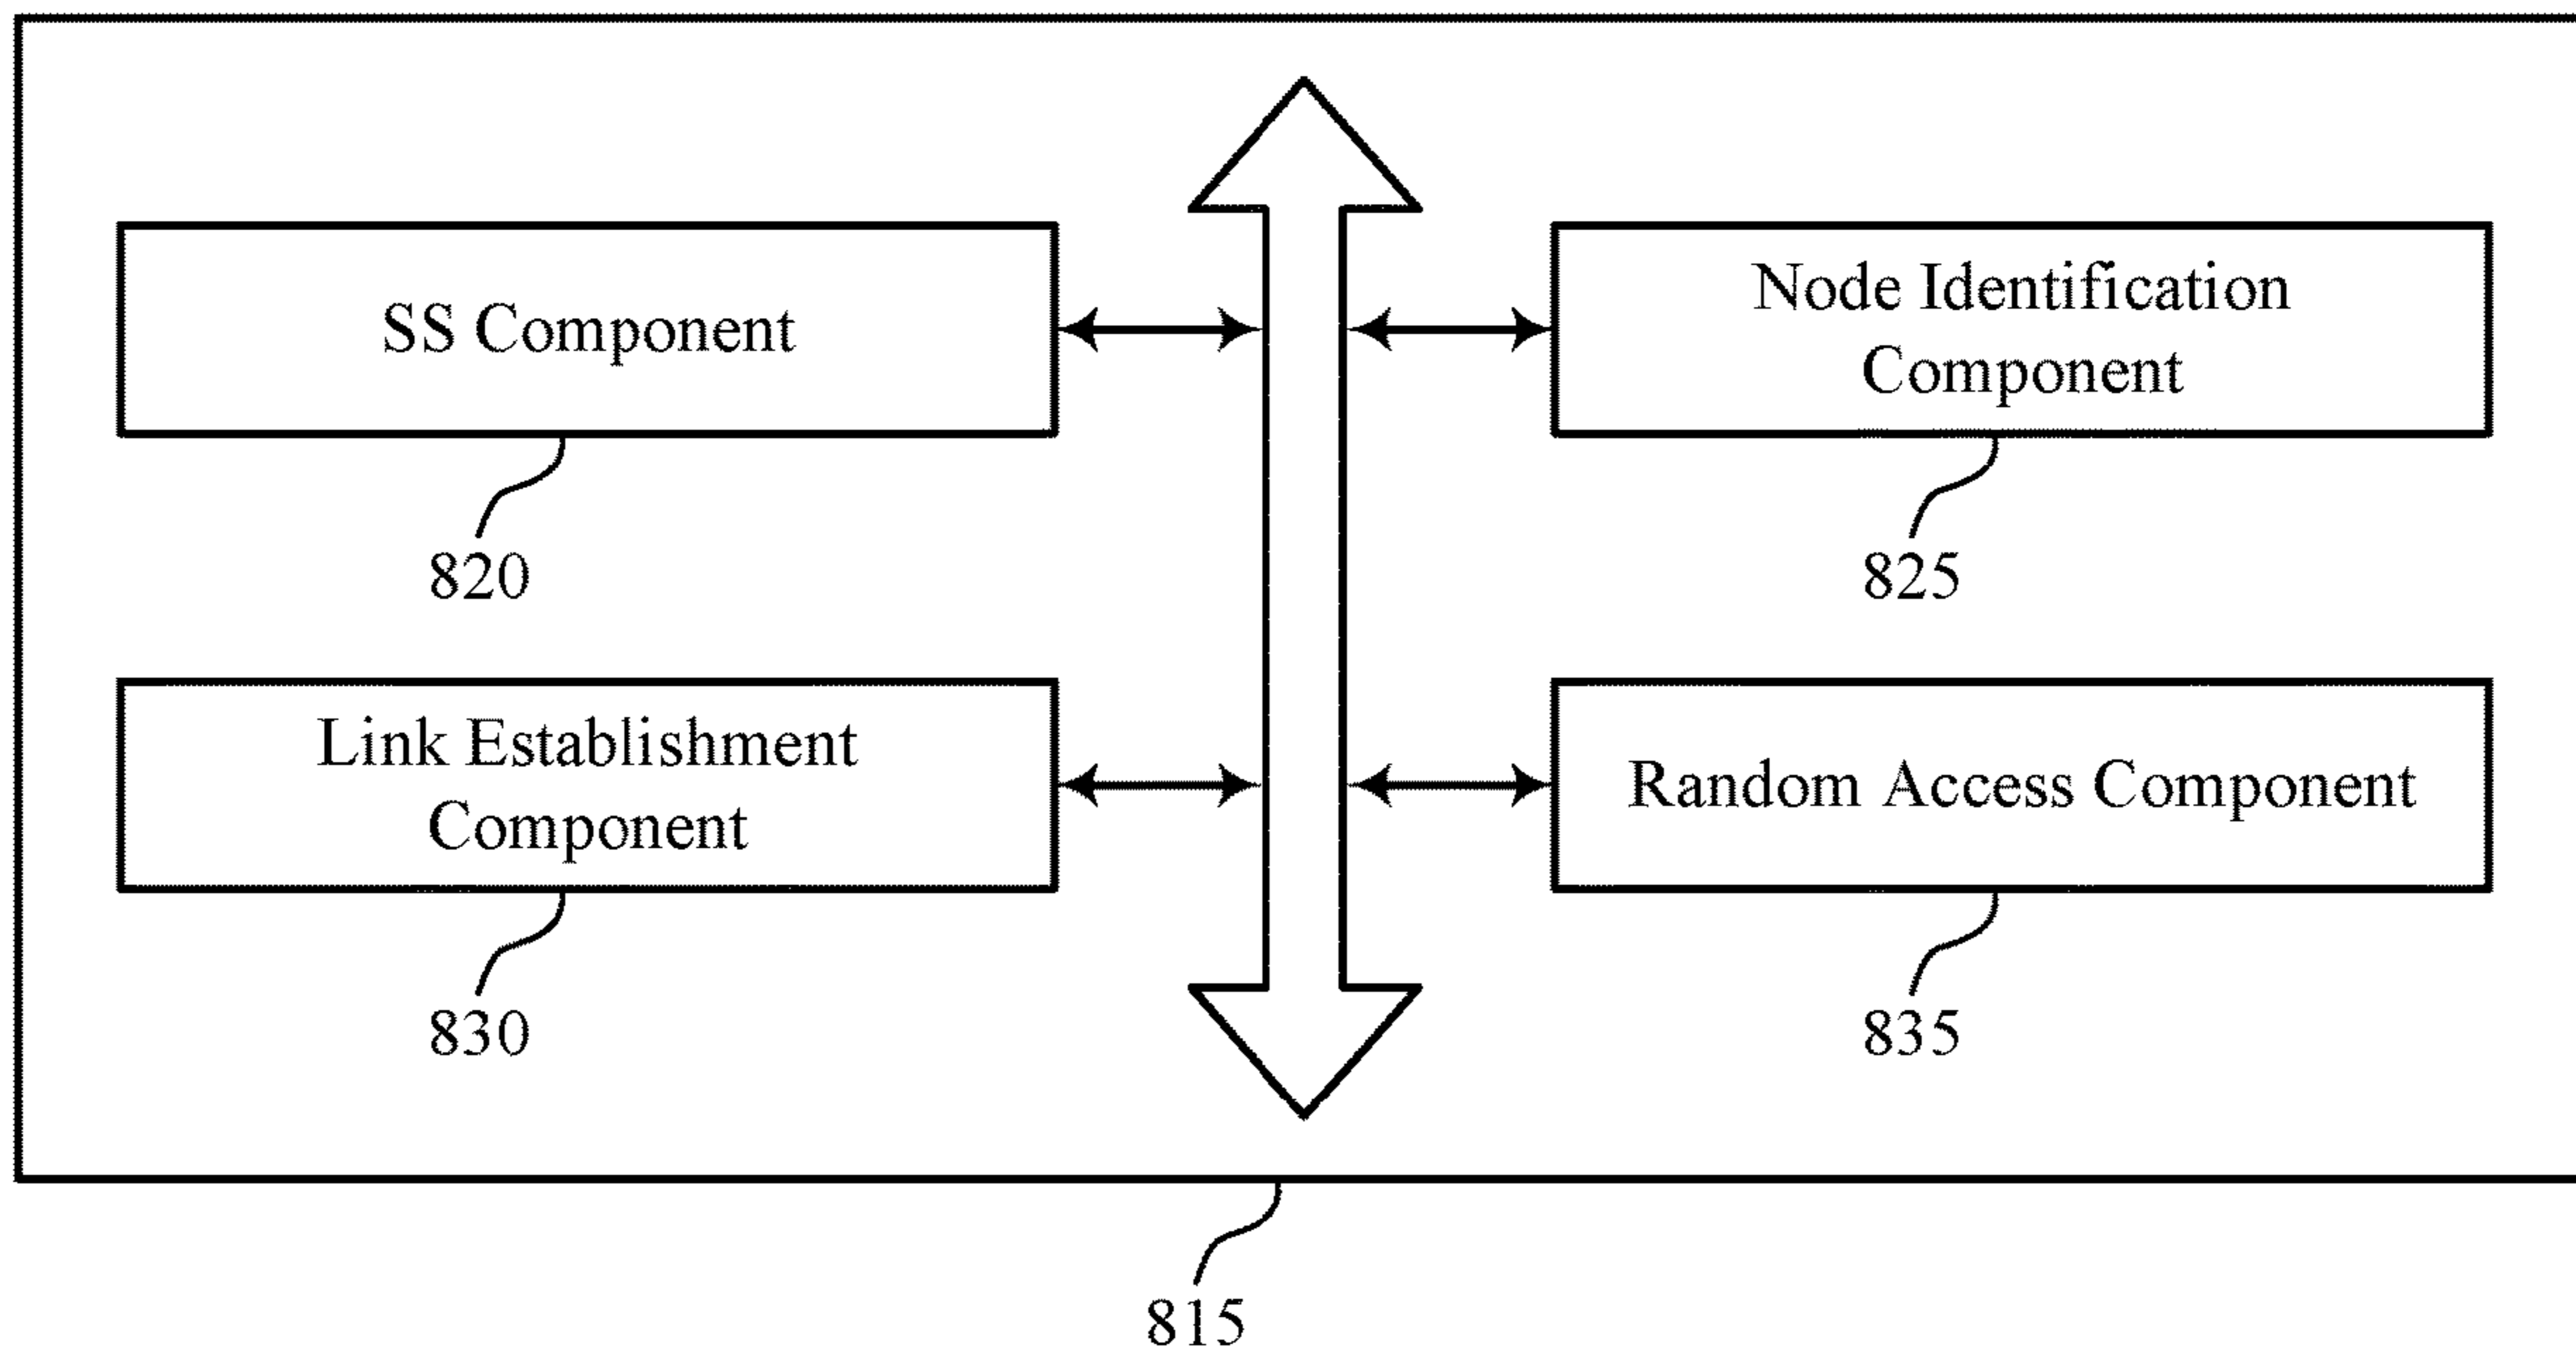 SS Component
820
Node Identification
Component
825
Link Establishment
Component
830
Random Access Component
835
815